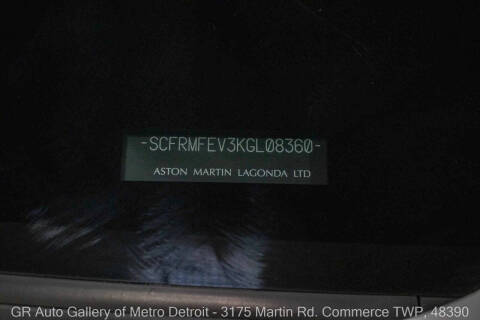 -SCFRMFEV3KGL08360-
ASTON MARTIN LAGONDA LTD
GR Auto Gallery of Metro Detroit - 3175 Martin Rd. Commerce TWP, 48390